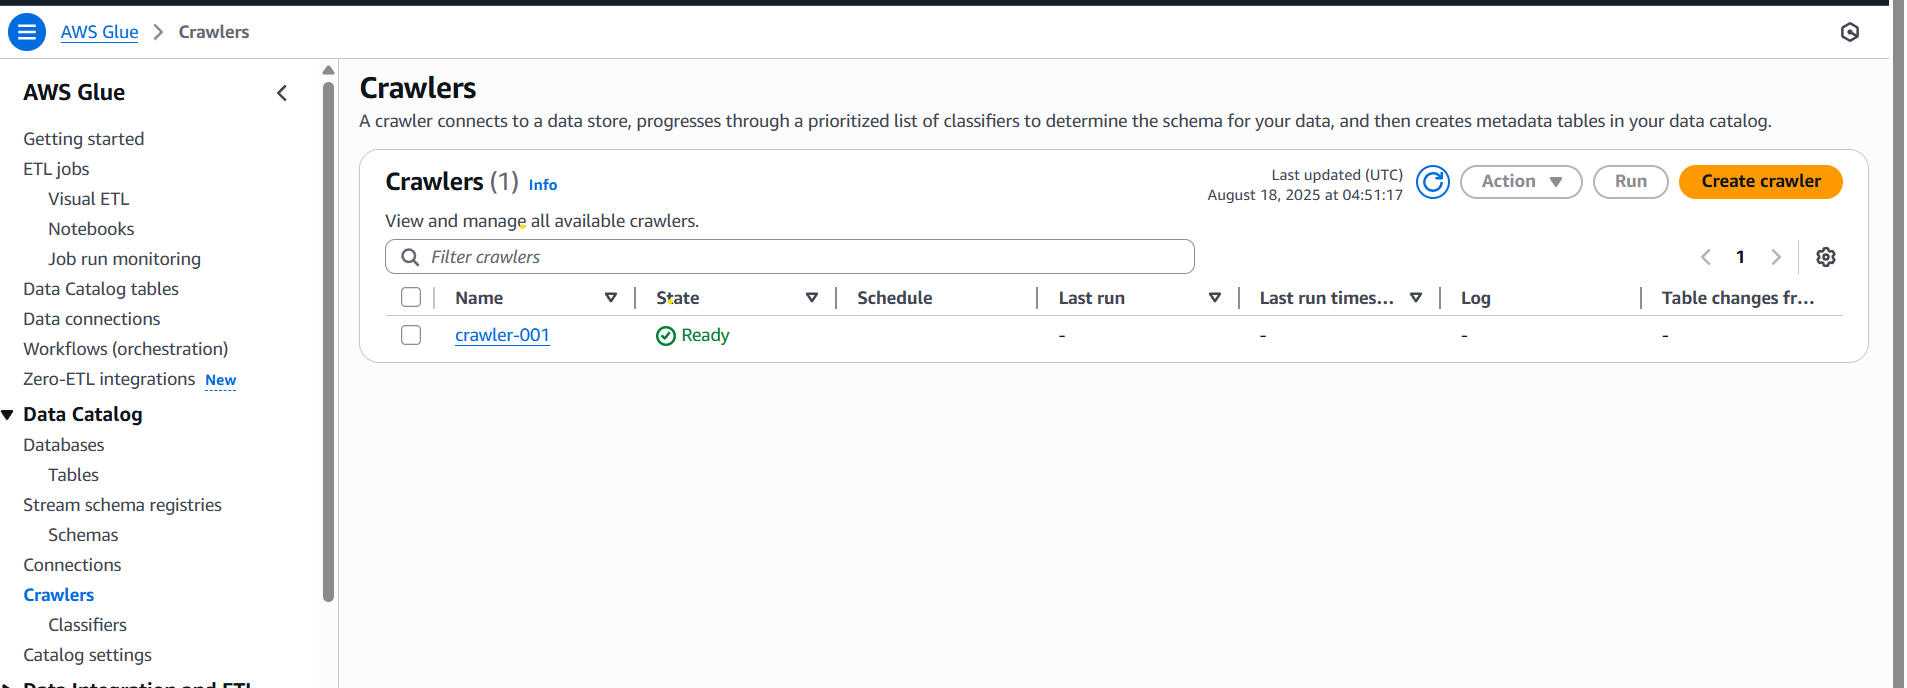 AWS Glue > Crawlers
AWS Glue
Getting started
ETL jobs
Visual ETL
Notebooks
Job run monitoring
Data Catalog tables
Data connections
Workflows (orchestration)
Zero-ETL integrations New
Data Catalog
Databases
Tables
Stream schema registries
Schemas
Connections
Crawlers
Classifiers
Catalog settings
Data Integration and ETL
Crawlers
A crawler connects to a data store, progresses through a prioritized list of classifiers to determine the schema for your data, and then creates metadata tables in your data catalog.
Crawlers (1) Info
Last updated (UTC)
August 18, 2025 at 04:51:17
Action
Run
Create crawler
View and manage all available crawlers.
Filter crawlers
1
Name State Schedule Last run Last run times... Log Table changes fr...
crawler-001 Ready - - - -